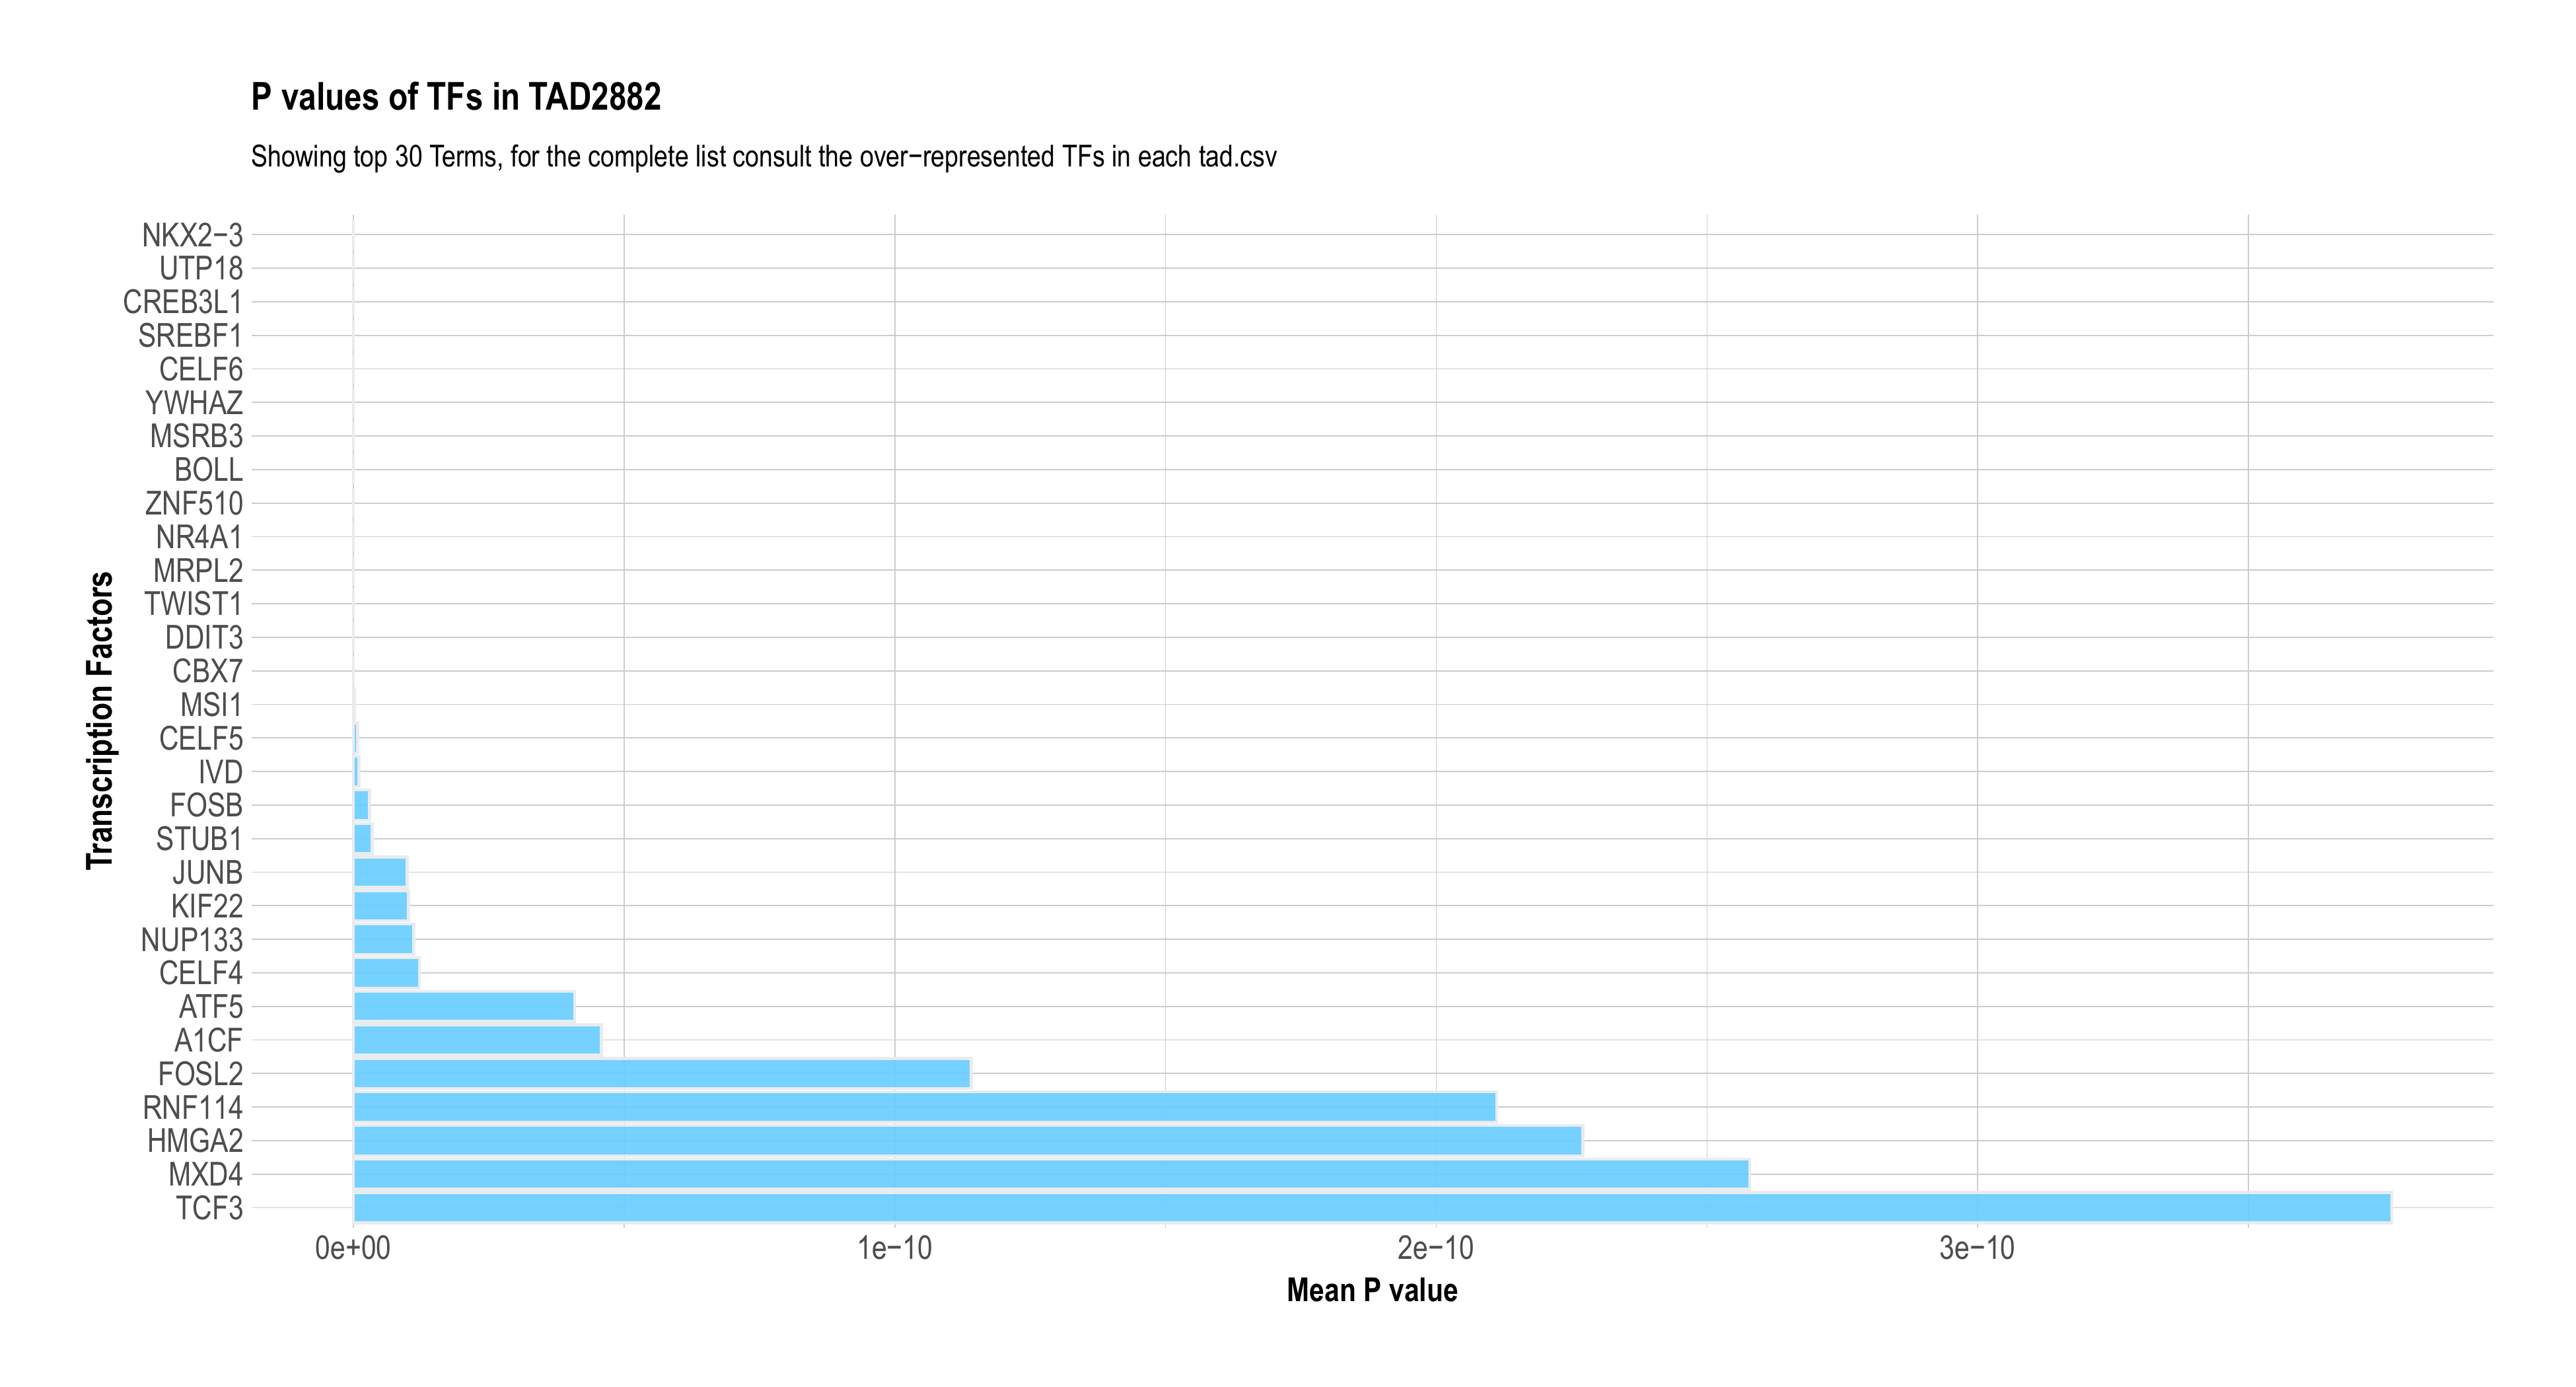 P values of TFs in TAD2882
Showing top 30 Terms, for the complete list consult the over−represented TFs in each tad.csv
Transcription Factors
NKX2−3
UTP18
CREB3L1
SREBF1
CELF6
YWHAZ
MSRB3
BOLL
ZNF510
NR4A1
MRPL2
TWIST1
DDIT3
CBX7
MSI1
CELF5
IVD
FOSB
STUB1
JUNB
KIF22
NUP133
CELF4
ATF5
A1CF
FOSL2
RNF114
HMGA2
MXD4
TCF3
0e+00 1e−10 2e−10 3e−10
Mean P value